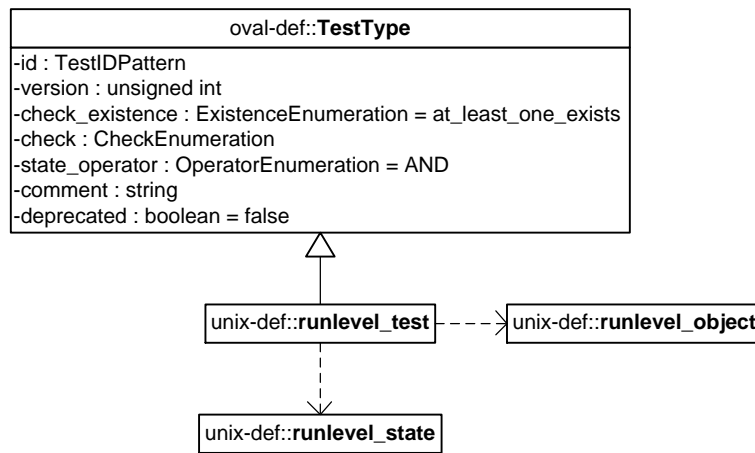 oval-def::TestType
-id : TestIDPattern
-version : unsigned int
-check_existence : ExistenceEnumeration = at_least_one_exists
-check : CheckEnumeration
-state_operator : OperatorEnumeration = AND
-comment : string
-deprecated : boolean = false
unix-def::runlevel_test
unix-def::runlevel_object
unix-def::runlevel_state